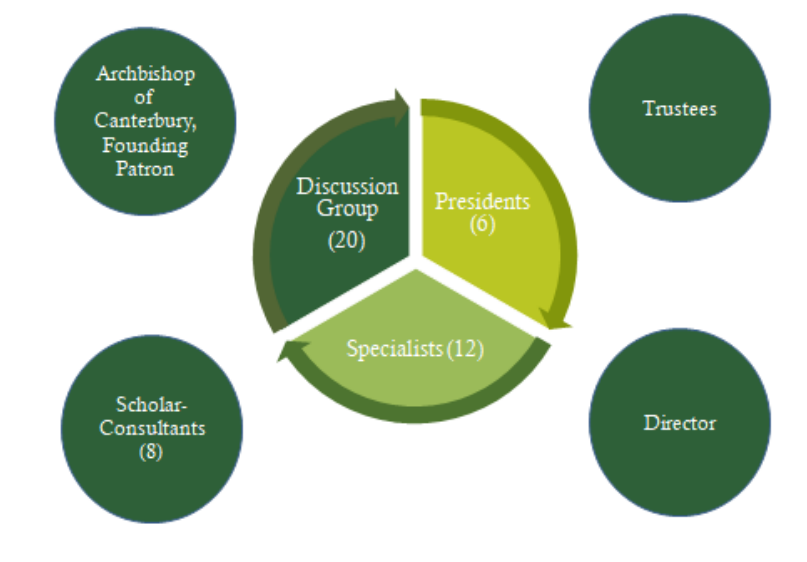 Archbishop
of
Canterbury,
Founding
Patron
Trustees
Discussion
Group
(20)
Presidents
(6)
Specialists (12)
Scholar-
Consultants
(8)
Director